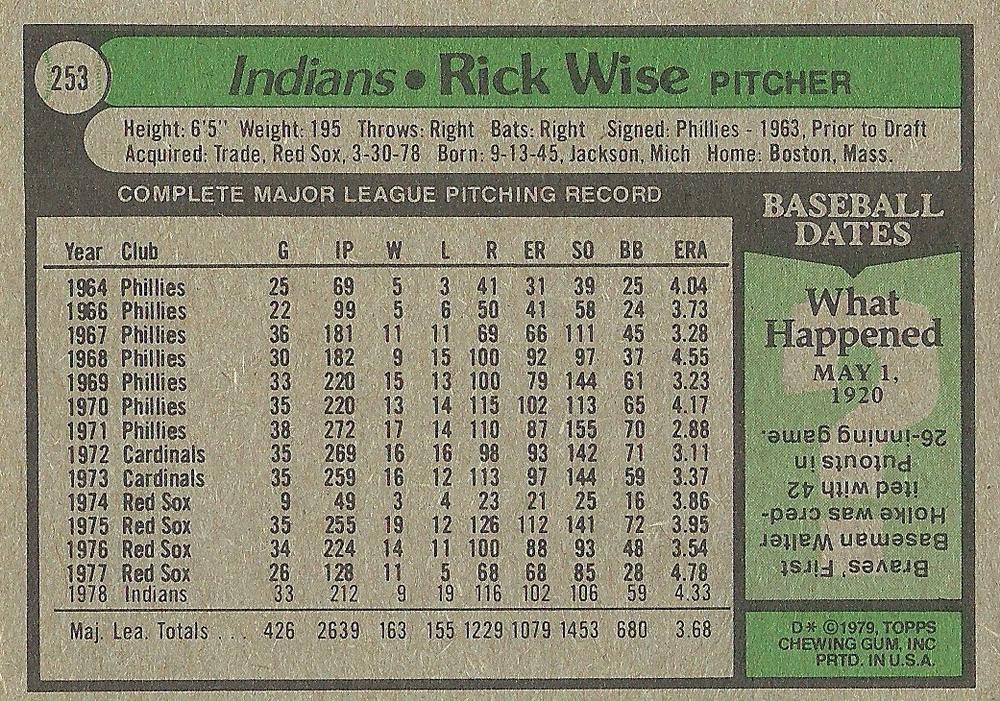 253
Indians • Rick Wise PITCHER
Height: 6'5" Weight: 195 Throws: Right Bats: Right Signed: Phillies - 1963, Prior to Draft
Acquired: Trade, Red Sox, 3-30-78 Born: 9-13-45, Jackson, Mich Home: Boston, Mass.
COMPLETE MAJOR LEAGUE PITCHING RECORD
Year Club G IP W L R ER SO BB ERA
1964 Phillies 25 69 5 3 41 31 39 25 4.04
1966 Phillies 22 99 5 6 50 41 58 24 3.73
1967 Phillies 36 181 11 11 69 66 111 45 3.28
1968 Phillies 30 182 9 15 100 92 97 37 4.55
1969 Phillies 33 220 15 13 100 79 144 61 3.23
1970 Phillies 35 220 13 14 115 102 113 65 4.17
1971 Phillies 38 272 17 14 110 87 155 70 2.88
1972 Cardinals 35 269 16 16 98 93 142 71 3.11
1973 Cardinals 35 259 16 12 113 97 144 59 3.37
1974 Red Sox 9 49 3 4 23 21 25 16 3.86
1975 Red Sox 35 255 19 12 126 112 141 72 3.95
1976 Red Sox 34 224 14 11 100 88 93 48 3.54
1977 Red Sox 26 128 11 5 68 68 85 28 4.78
1978 Indians 33 212 9 19 116 102 106 59 4.33
Maj. Lea. Totals ... 426 2639 163 155 1229 1079 1453 680 3.68
BASEBALL
DATES
What
Happened
MAY 1,
1920
Braves' First
Baseman Walter
Holke was cred-
ited with 42
Putouts in
26-inning game.
D* ©1979, TOPPS
CHEWING GUM, INC
PRTD. IN U.S.A.